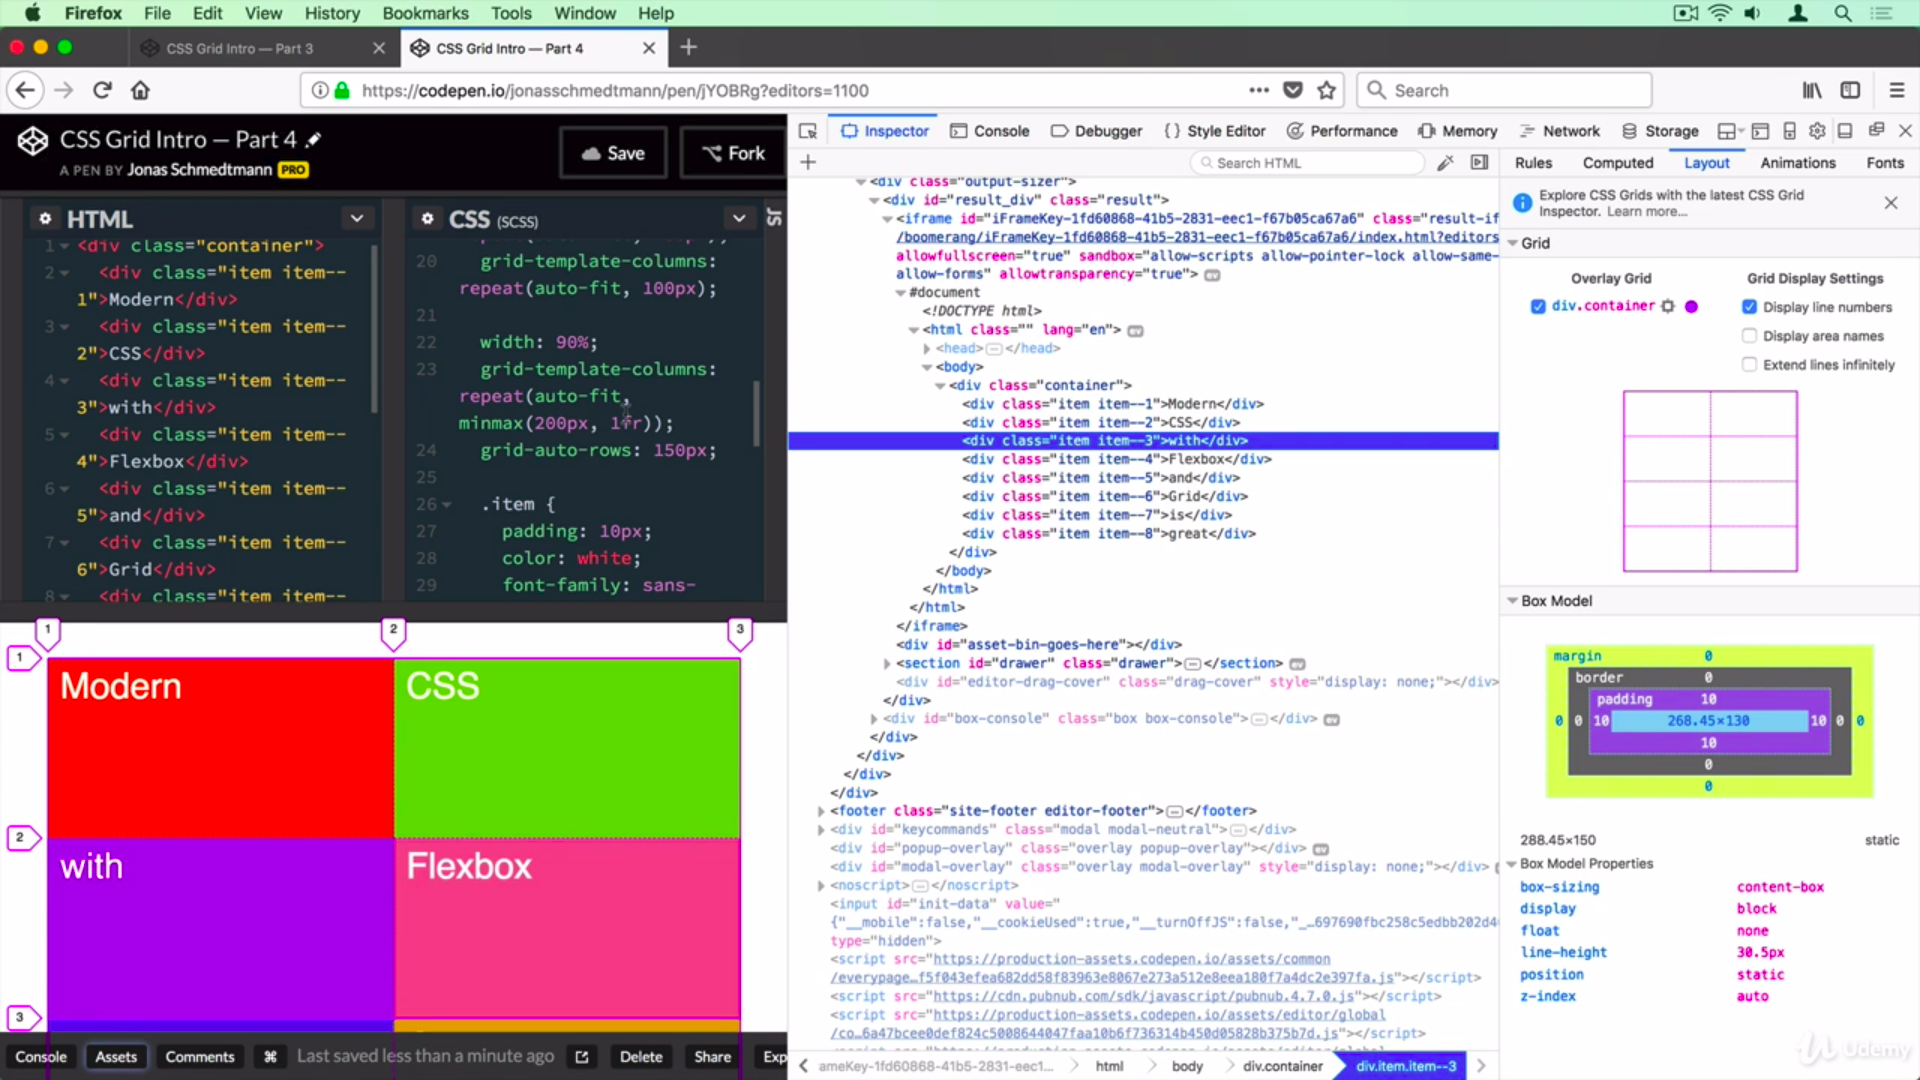 Firefox File Edit View History Bookmarks Tools Window Help
CSS Grid Intro — Part 3
CSS Grid Intro — Part 4
https://codepen.io/jonasschmedtmann/pen/jYOBRg?editors=1100
Search
CSS Grid Intro — Part 4
A PEN BY Jonas Schmedtmann PRO
Save
Fork
HTML
1 <div class="container">
2 <div class="item item--
1">Modern</div>
3 <div class="item item--
2">CSS</div>
4 <div class="item item--
3">with</div>
5 <div class="item item--
4">Flexbox</div>
6 <div class="item item--
5">and</div>
7 <div class="item item--
6">Grid</div>
8 <div class="item item--
CSS (SCSS)
JS
20 grid-template-columns:
repeat(auto-fit, 100px);
21
22 width: 90%;
23 grid-template-columns:
repeat(auto-fit,
minmax(200px, 1fr));
24 grid-auto-rows: 150px;
25
26 .item {
27 padding: 10px;
28 color: white;
29 font-family: sans-
1 2 3
1
Modern
CSS
2
with
Flexbox
3
Console Assets Comments ⌘ Last saved less than a minute ago Delete Share Exp
Inspector Console Debugger Style Editor Performance Memory Network Storage
Search HTML
<div class="output-sizer">
<div id="result_div" class="result">
<iframe id="iFrameKey-1fd60868-41b5-2831-eec1-f67b05ca67a6" class="result-if
/boomerang/iFrameKey-1fd60868-41b5-2831-eec1-f67b05ca67a6/index.html?editors
allowfullscreen="true" sandbox="allow-scripts allow-pointer-lock allow-same-
allow-forms" allowtransparency="true"> ev
#document
<!DOCTYPE html>
<html class="" lang="en"> ev
<head></head>
<body>
<div class="container">
<div class="item item--1">Modern</div>
<div class="item item--2">CSS</div>
<div class="item item--3">with</div>
<div class="item item--4">Flexbox</div>
<div class="item item--5">and</div>
<div class="item item--6">Grid</div>
<div class="item item--7">is</div>
<div class="item item--8">great</div>
</div>
</body>
</html>
</html>
</iframe>
<div id="asset-bin-goes-here"></div>
<section id="drawer" class="drawer"></section> ev
<div id="editor-drag-cover" class="drag-cover" style="display: none;"></div>
</div>
<div id="box-console" class="box box-console"></div> ev
</div>
</div>
</div>
</div>
<footer class="site-footer editor-footer"></footer>
<div id="keycommands" class="modal modal-neutral"></div>
<div id="popup-overlay" class="overlay popup-overlay"></div> ev
<div id="modal-overlay" class="overlay modal-overlay" style="display: none;"></div>
<noscript></noscript>
<input id="init-data" value="
{"__mobile":false,"__cookieUsed":true,"__turnOffJS":false,"_…697690fbc258c5edbb202d4
type="hidden">
<script src="https://production-assets.codepen.io/assets/common
/everypage…f5f043efea682dd58f83963e8067e273a512e8eea180f7a4dc2e397fa.js"></script>
<script src="https://cdn.pubnub.com/sdk/javascript/pubnub.4.7.0.js"></script>
<script src="https://production-assets.codepen.io/assets/editor/global
/co…6a47bcee0def824c5008644047faa10b6f736314b450d05828b375b7d.js"></script>
ameKey-1fd60868-41b5-2831-eec1... html body div.container div.item.item--3
Rules Computed Layout Animations Fonts
Explore CSS Grids with the latest CSS Grid
Inspector. Learn more...
Grid
Overlay Grid
div.container
Grid Display Settings
Display line numbers
Display area names
Extend lines infinitely
Box Model
margin 0
border 0
padding 10
0 0 10 268.45×130 10 0 0
10
0
0
288.45×150 static
Box Model Properties
box-sizing content-box
display block
float none
line-height 30.5px
position static
z-index auto
Udemy